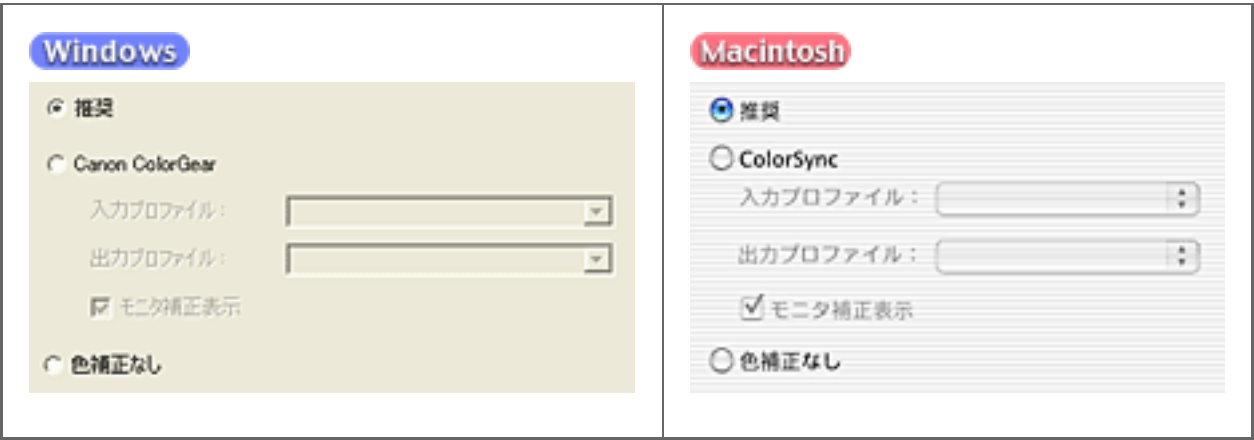 Windows
推奨
Canon ColorGear
入力プロファイル：
出力プロファイル：
モニタ補正表示
色補正なし
Macintosh
推奨
ColorSync
入力プロファイル：
出力プロファイル：
モニタ補正表示
色補正なし